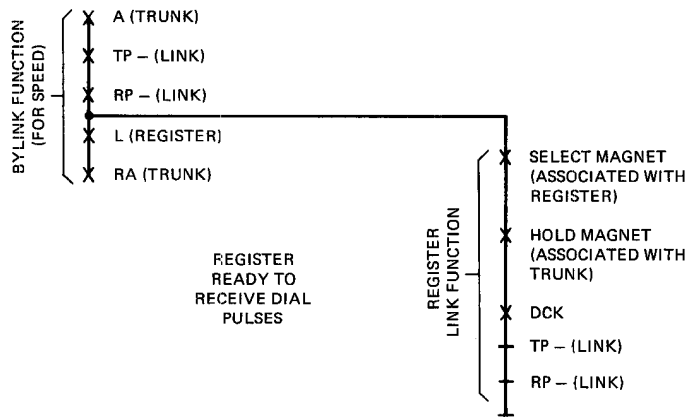 BYLINK FUNCTION
(FOR SPEED)
A (TRUNK)
TP – (LINK)
RP – (LINK)
L (REGISTER)
RA (TRUNK)
REGISTER
READY TO
RECEIVE DIAL
PULSES
REGISTER
LINK FUNCTION
SELECT MAGNET
(ASSOCIATED WITH
REGISTER)
HOLD MAGNET
(ASSOCIATED WITH
TRUNK)
DCK
TP – (LINK)
RP – (LINK)